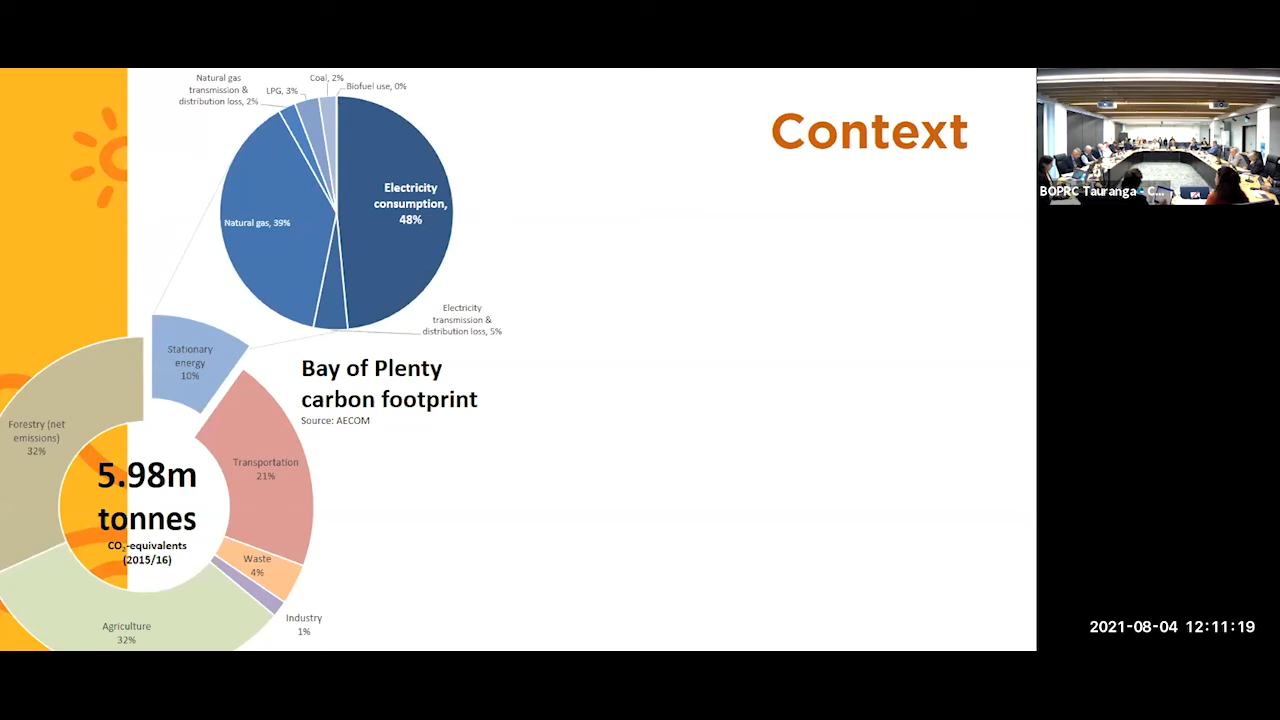 Context
Natural gas
transmission &
distribution loss, 2%
LPG, 3%
Coal, 2%
Biofuel use, 0%
Electricity
consumption,
48%
Natural gas, 39%
Electricity
transmission &
distribution loss, 5%
Stationary
energy
10%
Bay of Plenty
carbon footprint
Source: AECOM
Forestry (net
emissions)
32%
Transportation
21%
5.98m
tonnes
CO₂-equivalents
(2015/16)
Waste
4%
Industry
1%
Agriculture
32%
BOPRC Tauranga - C...
2021-08-04 12:11:19